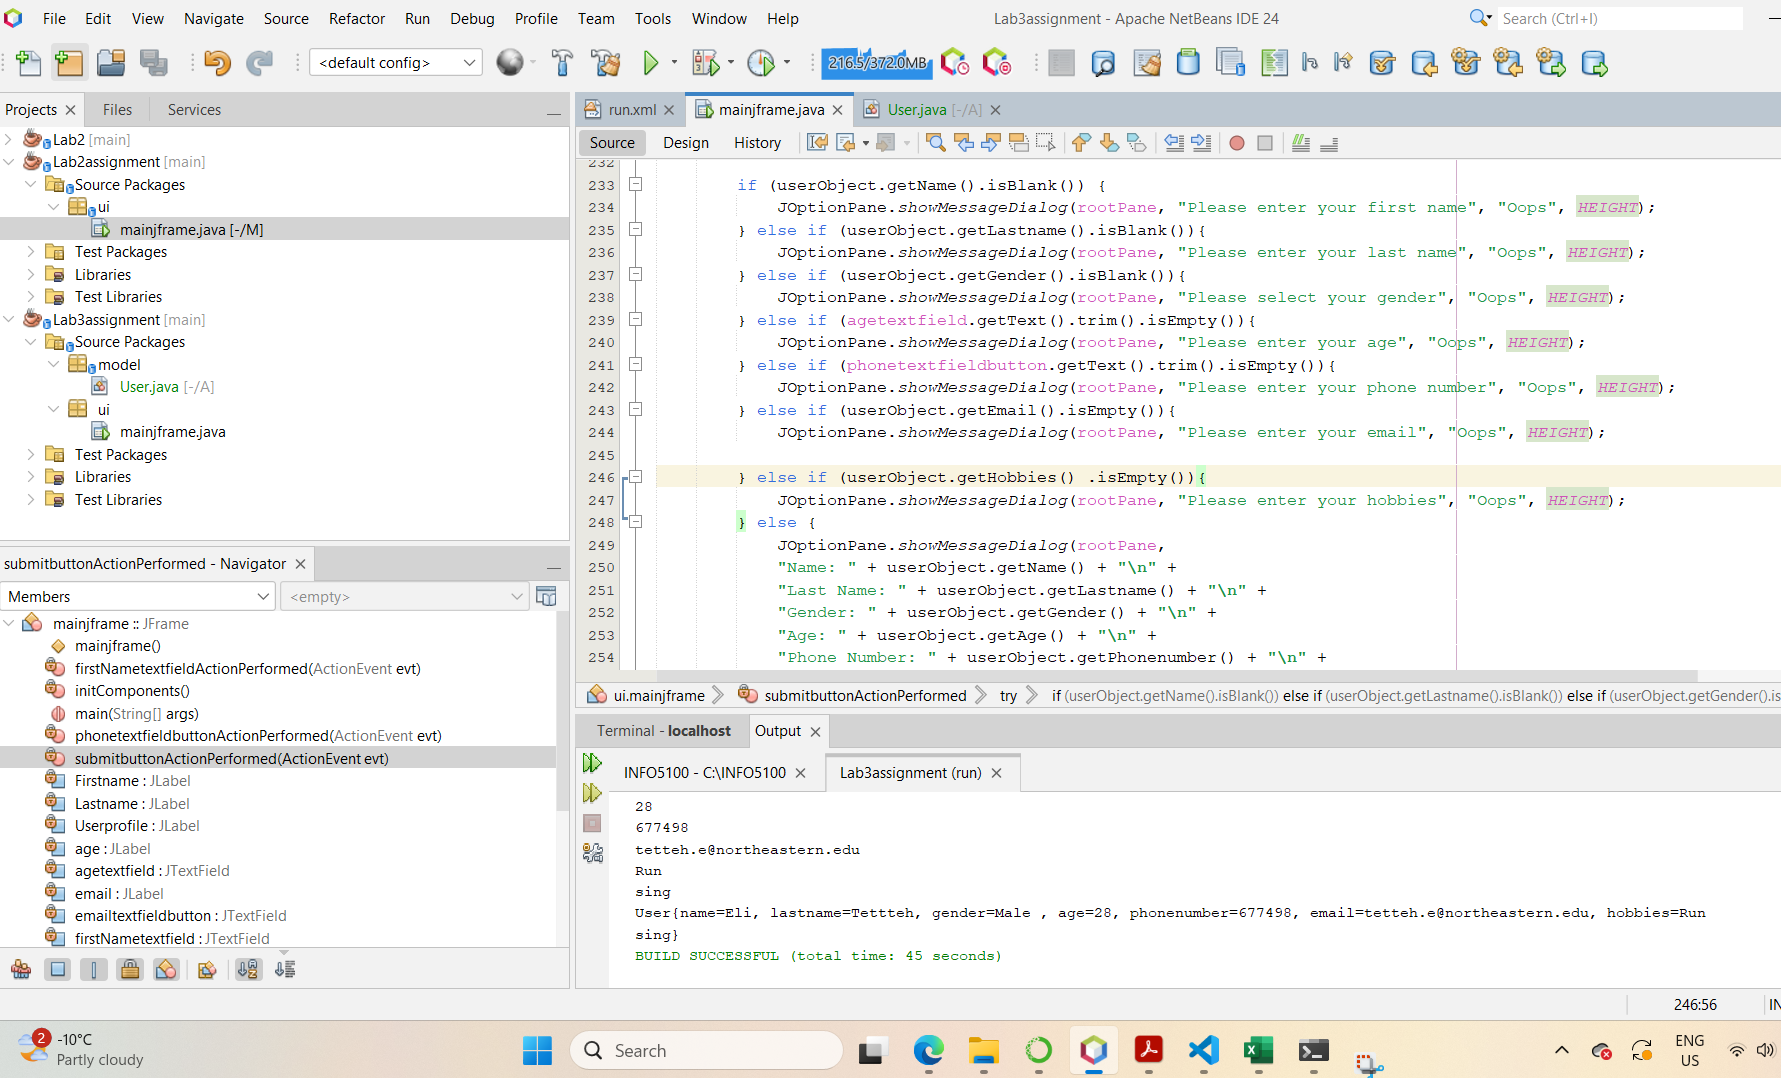 File Edit View Navigate Source Refactor Run Debug Profile Team Tools Window Help
Lab3assignment - Apache NetBeans IDE 24
Search (Ctrl+I)
<default config>
216.5/372.0MB
Projects Files Services
Lab2 [main]
Lab2assignment [main]
Source Packages
ui
mainjframe.java [-/M]
Test Packages
Libraries
Test Libraries
Lab3assignment [main]
Source Packages
model
User.java [-/A]
ui
mainjframe.java
Test Packages
Libraries
Test Libraries
submitbuttonActionPerformed - Navigator
Members
<empty>
mainjframe :: JFrame
mainjframe()
firstNametextfieldActionPerformed(ActionEvent evt)
initComponents()
main(String[] args)
phonetextfieldbuttonActionPerformed(ActionEvent evt)
submitbuttonActionPerformed(ActionEvent evt)
Firstname : JLabel
Lastname : JLabel
Userprofile : JLabel
age : JLabel
agetextfield : JTextField
email : JLabel
emailtextfieldbutton : JTextField
firstNametextfield : JTextField
run.xml mainjframe.java User.java [-/A]
Source Design History
232
233 if (userObject.getName().isBlank()) {
234 JOptionPane.showMessageDialog(rootPane, "Please enter your first name", "Oops", HEIGHT);
235 } else if (userObject.getLastname().isBlank()){
236 JOptionPane.showMessageDialog(rootPane, "Please enter your last name", "Oops", HEIGHT);
237 } else if (userObject.getGender().isBlank()){
238 JOptionPane.showMessageDialog(rootPane, "Please select your gender", "Oops", HEIGHT);
239 } else if (agetextfield.getText().trim().isEmpty()){
240 JOptionPane.showMessageDialog(rootPane, "Please enter your age", "Oops", HEIGHT);
241 } else if (phonetextfieldbutton.getText().trim().isEmpty()){
242 JOptionPane.showMessageDialog(rootPane, "Please enter your phone number", "Oops", HEIGHT);
243 } else if (userObject.getEmail().isEmpty()){
244 JOptionPane.showMessageDialog(rootPane, "Please enter your email", "Oops", HEIGHT);
245
246 } else if (userObject.getHobbies() .isEmpty()){
247 JOptionPane.showMessageDialog(rootPane, "Please enter your hobbies", "Oops", HEIGHT);
248 } else {
249 JOptionPane.showMessageDialog(rootPane,
250 "Name: " + userObject.getName() + "\n" +
251 "Last Name: " + userObject.getLastname() + "\n" +
252 "Gender: " + userObject.getGender() + "\n" +
253 "Age: " + userObject.getAge() + "\n" +
254 "Phone Number: " + userObject.getPhonenumber() + "\n" +
ui.mainjframe submitbuttonActionPerformed try if (userObject.getName().isBlank()) else if (userObject.getLastname().isBlank()) else if (userObject.getGender().is
Terminal - localhost Output
INFO5100 - C:\INFO5100 Lab3assignment (run)
28
677498
tetteh.e@northeastern.edu
Run
sing
User{name=Eli, lastname=Tettteh, gender=Male , age=28, phonenumber=677498, email=tetteh.e@northeastern.edu, hobbies=Run
sing}
BUILD SUCCESSFUL (total time: 45 seconds)
246:56 IN
2
-10°C
Partly cloudy
Search
ENG
US